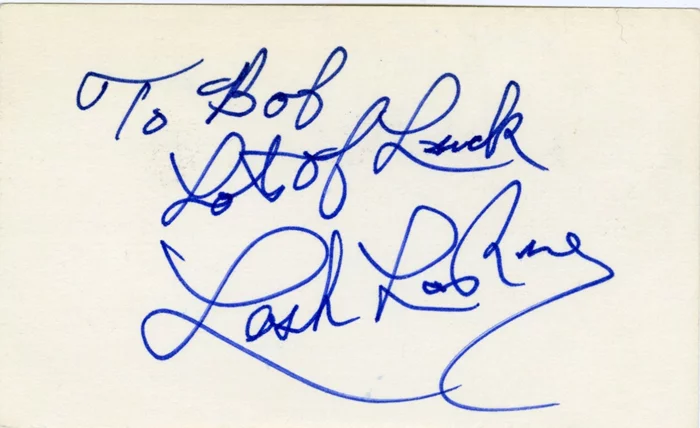 To Bob
Lots of Luck
Lash LaRue